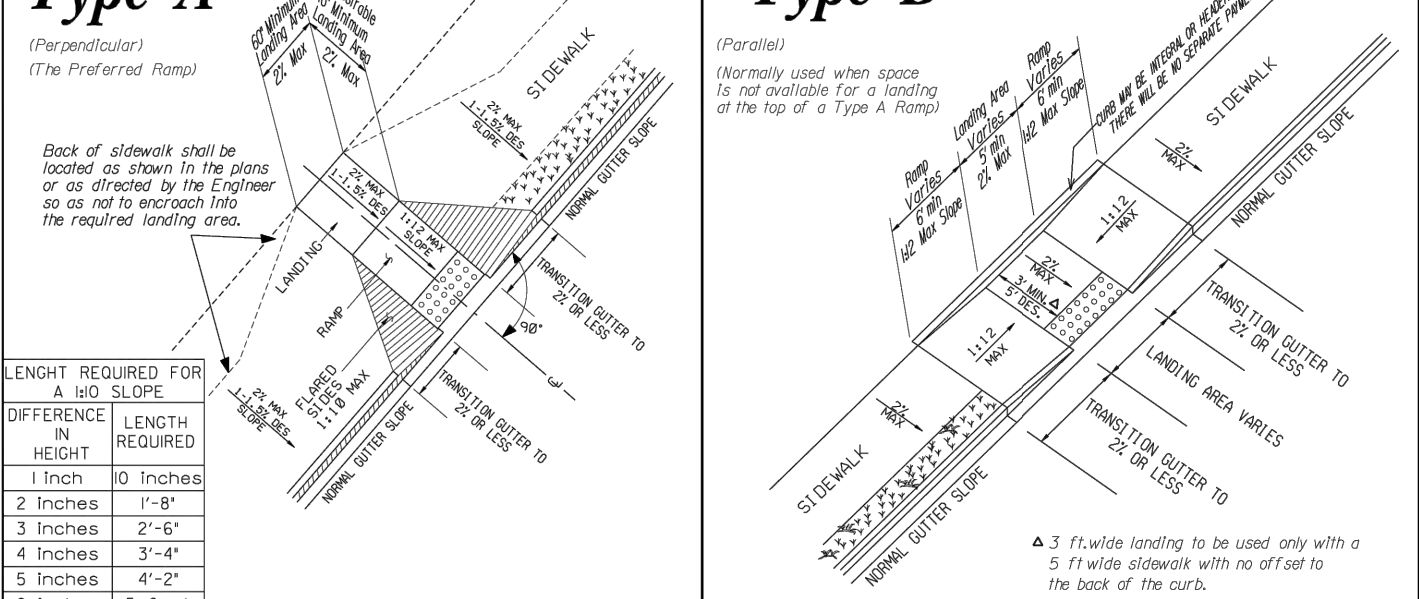 Type A
(Perpendicular)
(The Preferred Ramp)
60" Minimum
Landing Area
2% Max
Landing Area
2% Max
Back of sidewalk shall be
located as shown in the plans
or as directed by the Engineer
so as not to encroach into
the required landing area.
SIDEWALK
2% MAX
1-1.5% DES
SLOPE
2% MAX
1-1.5% DES
1:12 MAX
SLOPE
NORMAL GUTTER SLOPE
LANDING
RAMP
FLARED
SIDES
1:10 MAX
90°
TRANSITION GUTTER TO
2% OR LESS
TRANSITION GUTTER TO
2% OR LESS
2% MAX
1-1.5% DES
SLOPE
NORMAL GUTTER SLOPE
LENGHT REQUIRED FOR
A 1:10 SLOPE
DIFFERENCE
IN
HEIGHT
LENGTH
REQUIRED
1 inch 10 inches
2 inches 1'-8"
3 inches 2'-6"
4 inches 3'-4"
5 inches 4'-2"
Type B
(Parallel)
(Normally used when space
is not available for a landing
at the top of a Type A Ramp)
Ramp
Varies
6' min
1:12 Max Slope
Landing Area
Varies
5' min
2% Max
Ramp
Varies
6' min
1:12 Max Slope
CURB MAY BE INTEGRAL OR HEADER
THERE WILL BE NO SEPARATE PAYME
SIDEWALK
2%
MAX
NORMAL GUTTER SLOPE
1:12
MAX
2%
MAX
3' MIN. △
5' DES.
1:12
MAX
TRANSITION GUTTER TO
2% OR LESS
LANDING AREA VARIES
TRANSITION GUTTER TO
2% OR LESS
2%
MAX
SIDEWALK
NORMAL GUTTER SLOPE
△ 3 ft.wide landing to be used only with a
5 ft wide sidewalk with no offset to
the back of the curb.